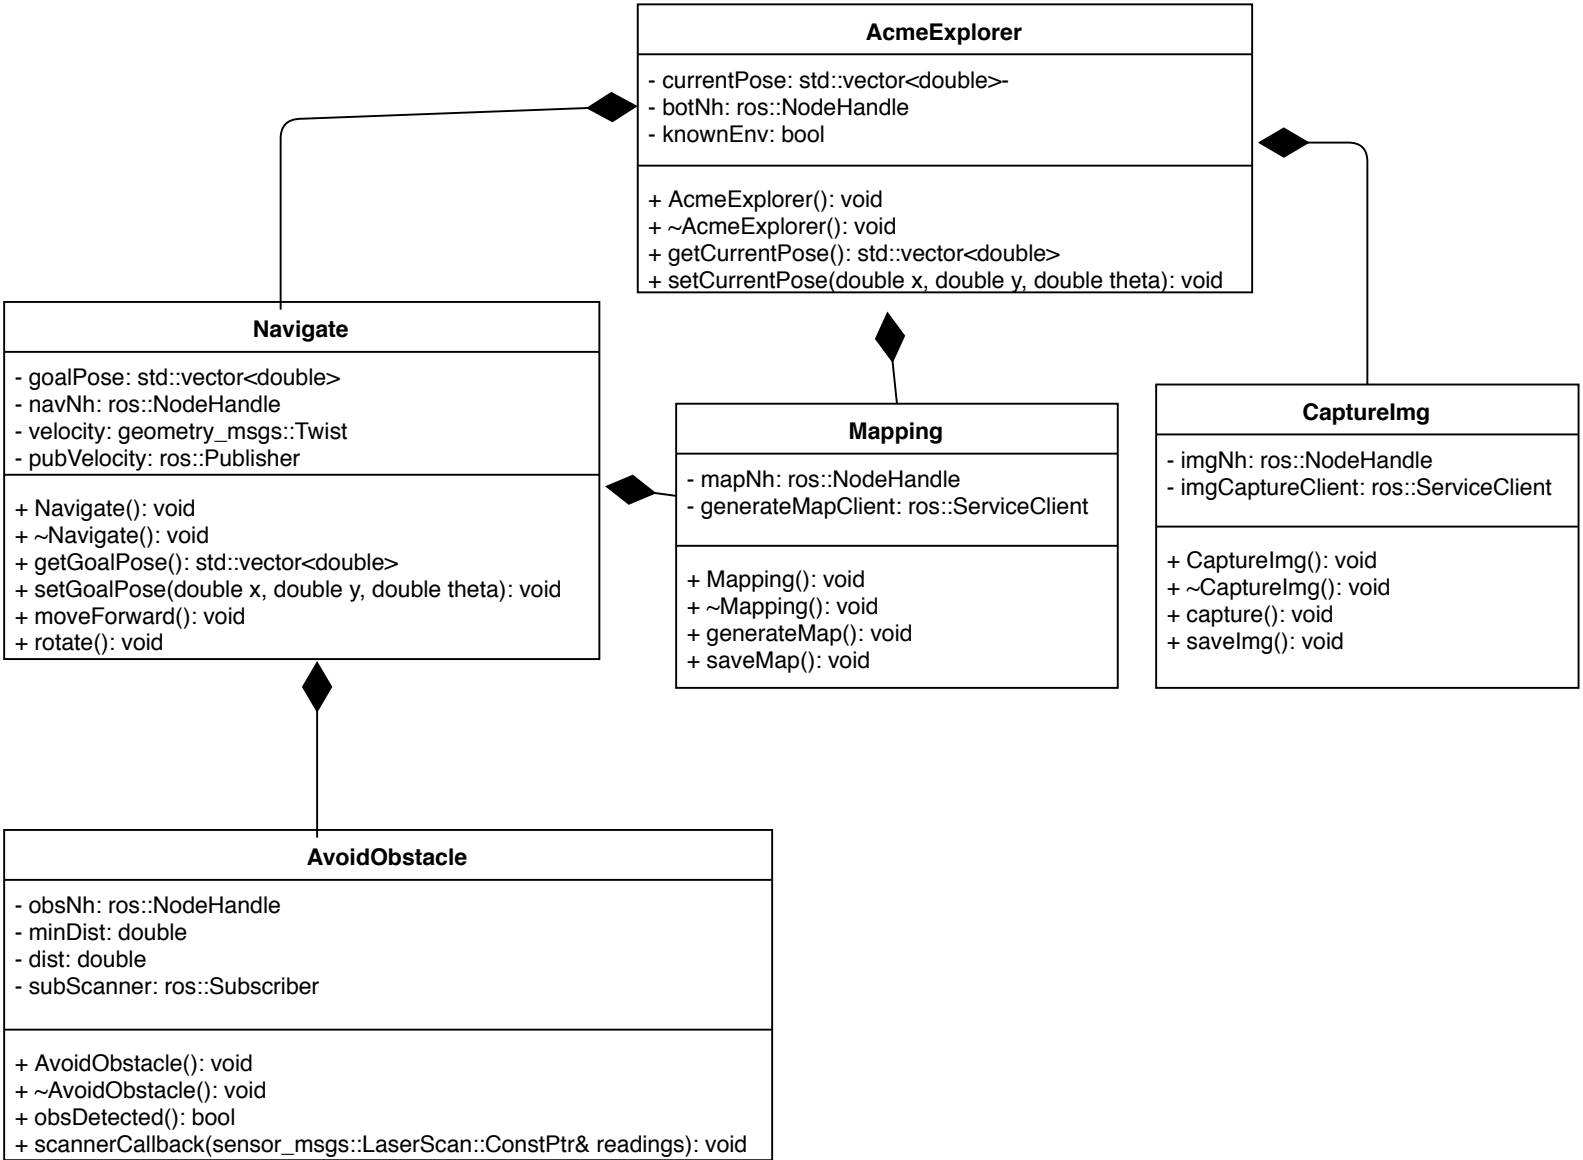 AcmeExplorer
- currentPose: std::vector<double>-
- botNh: ros::NodeHandle
- knownEnv: bool
+ AcmeExplorer(): void
+ ~AcmeExplorer(): void
+ getCurrentPose(): std::vector<double>
+ setCurrentPose(double x, double y, double theta): void
Navigate
- goalPose: std::vector<double>
- navNh: ros::NodeHandle
- velocity: geometry_msgs::Twist
- pubVelocity: ros::Publisher
+ Navigate(): void
+ ~Navigate(): void
+ getGoalPose(): std::vector<double>
+ setGoalPose(double x, double y, double theta): void
+ moveForward(): void
+ rotate(): void
Mapping
- mapNh: ros::NodeHandle
- generateMapClient: ros::ServiceClient
+ Mapping(): void
+ ~Mapping(): void
+ generateMap(): void
+ saveMap(): void
CaptureImg
- imgNh: ros::NodeHandle
- imgCaptureClient: ros::ServiceClient
+ CaptureImg(): void
+ ~CaptureImg(): void
+ capture(): void
+ saveImg(): void
AvoidObstacle
- obsNh: ros::NodeHandle
- minDist: double
- dist: double
- subScanner: ros::Subscriber
+ AvoidObstacle(): void
+ ~AvoidObstacle(): void
+ obsDetected(): bool
+ scannerCallback(sensor_msgs::LaserScan::ConstPtr& readings): void